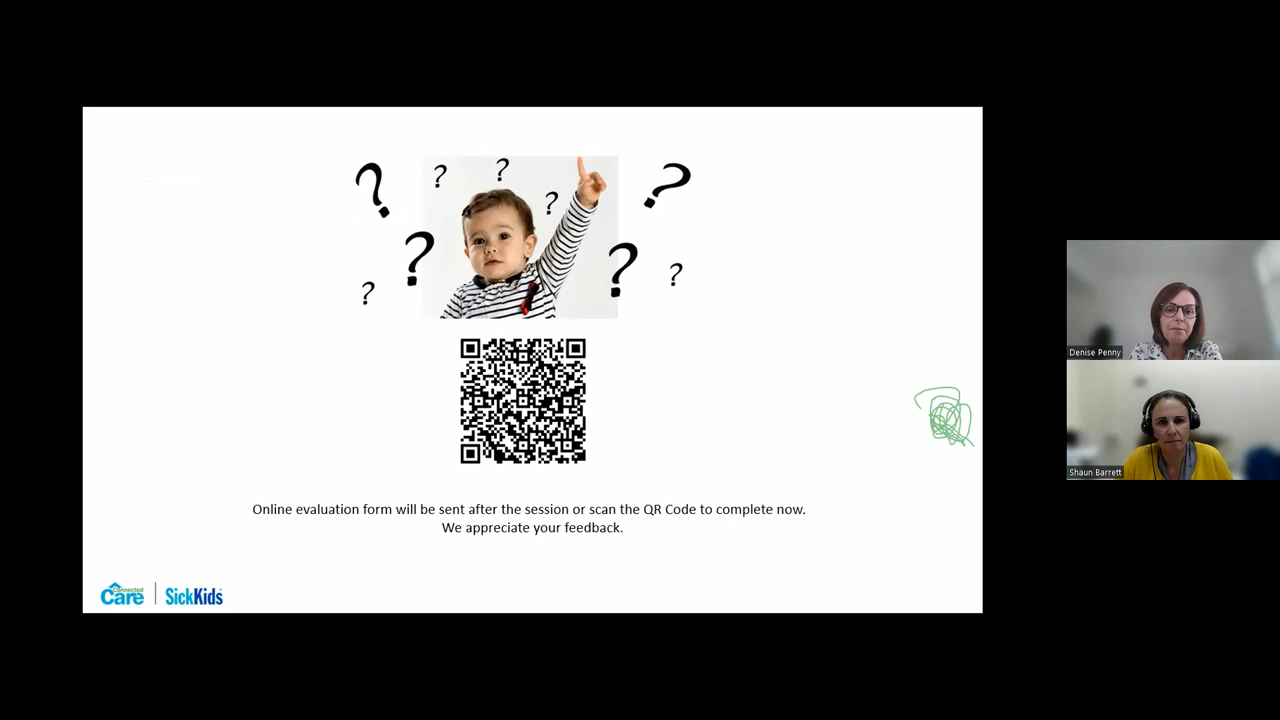 ? ? ? ? ?
? ? ? ?
Online evaluation form will be sent after the session or scan the QR Code to complete now.
We appreciate your feedback.
Connected
Care
SickKids
Denise Penny
Shaun Barrett